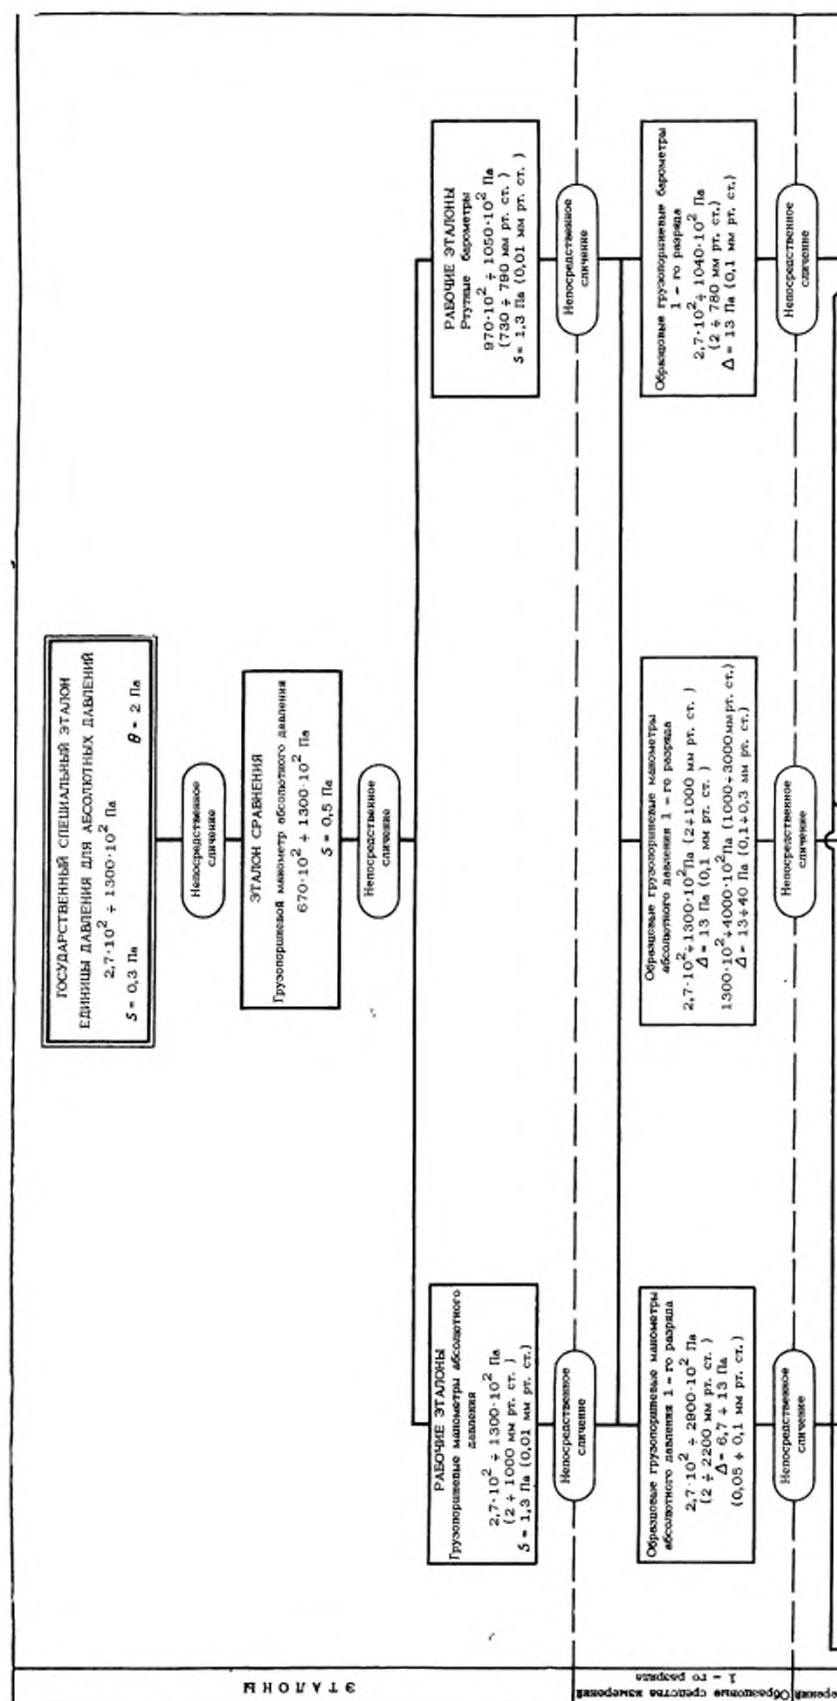 ГОСУДАРСТВЕННЫЙ СПЕЦИАЛЬНЫЙ ЭТАЛОН
ЕДИНИЦЫ ДАВЛЕНИЯ ДЛЯ АБСОЛЮТНЫХ ДАВЛЕНИЙ
2,7·10² ÷ 1300·10² Па
S = 0,3 Па θ = 2 Па
Непосредственное
сличение
ЭТАЛОН СРАВНЕНИЯ
Грузопоршневой манометр абсолютного давления
670·10² ÷ 1300·10² Па
S = 0,5 Па
Непосредственное
сличение
РАБОЧИЕ ЭТАЛОНЫ
Грузопоршневые манометры абсолютного
давления
2,7·10² ÷ 1300·10² Па
(2 ÷ 1000 мм рт. ст. )
S = 1,3 Па (0,01 мм рт. ст.)
РАБОЧИЕ ЭТАЛОНЫ
Ртутные барометры
970·10² ÷ 1050·10² Па
(730 ÷ 790 мм рт. ст. )
S = 1,3 Па (0,01 мм рт. ст. )
Непосредственное
сличение
Непосредственное
сличение
Образцовые грузопоршневые манометры
абсолютного давления 1 - го разряда
2,7·10² ÷ 2900·10² Па
(2 ÷ 2200 мм рт. ст. )
Δ = 6,7 ÷ 13 Па
(0,05 ÷ 0,1 мм рт. ст.)
Образцовые грузопоршневые манометры
абсолютного давления 1 - го разряда
2,7·10²÷1300·10²Па (2÷1000 мм рт. ст. )
Δ = 13 Па (0,1 мм рт. ст. )
1300·10²÷4000·10²Па (1000÷3000мм рт. ст.)
Δ = 13÷40 Па (0,1÷0,3 мм рт. ст.)
Образцовые грузопоршневые барометры
1 - го разряда
2,7·10² ÷ 1040·10² Па
(2 ÷ 780 мм рт. ст.)
Δ = 13 Па (0,1 мм рт. ст.)
Непосредственное
сличение
Непосредственное
сличение
Непосредственное
сличение
ЭТАЛОНЫ
Образцовые средства измерений
1 - го разряда